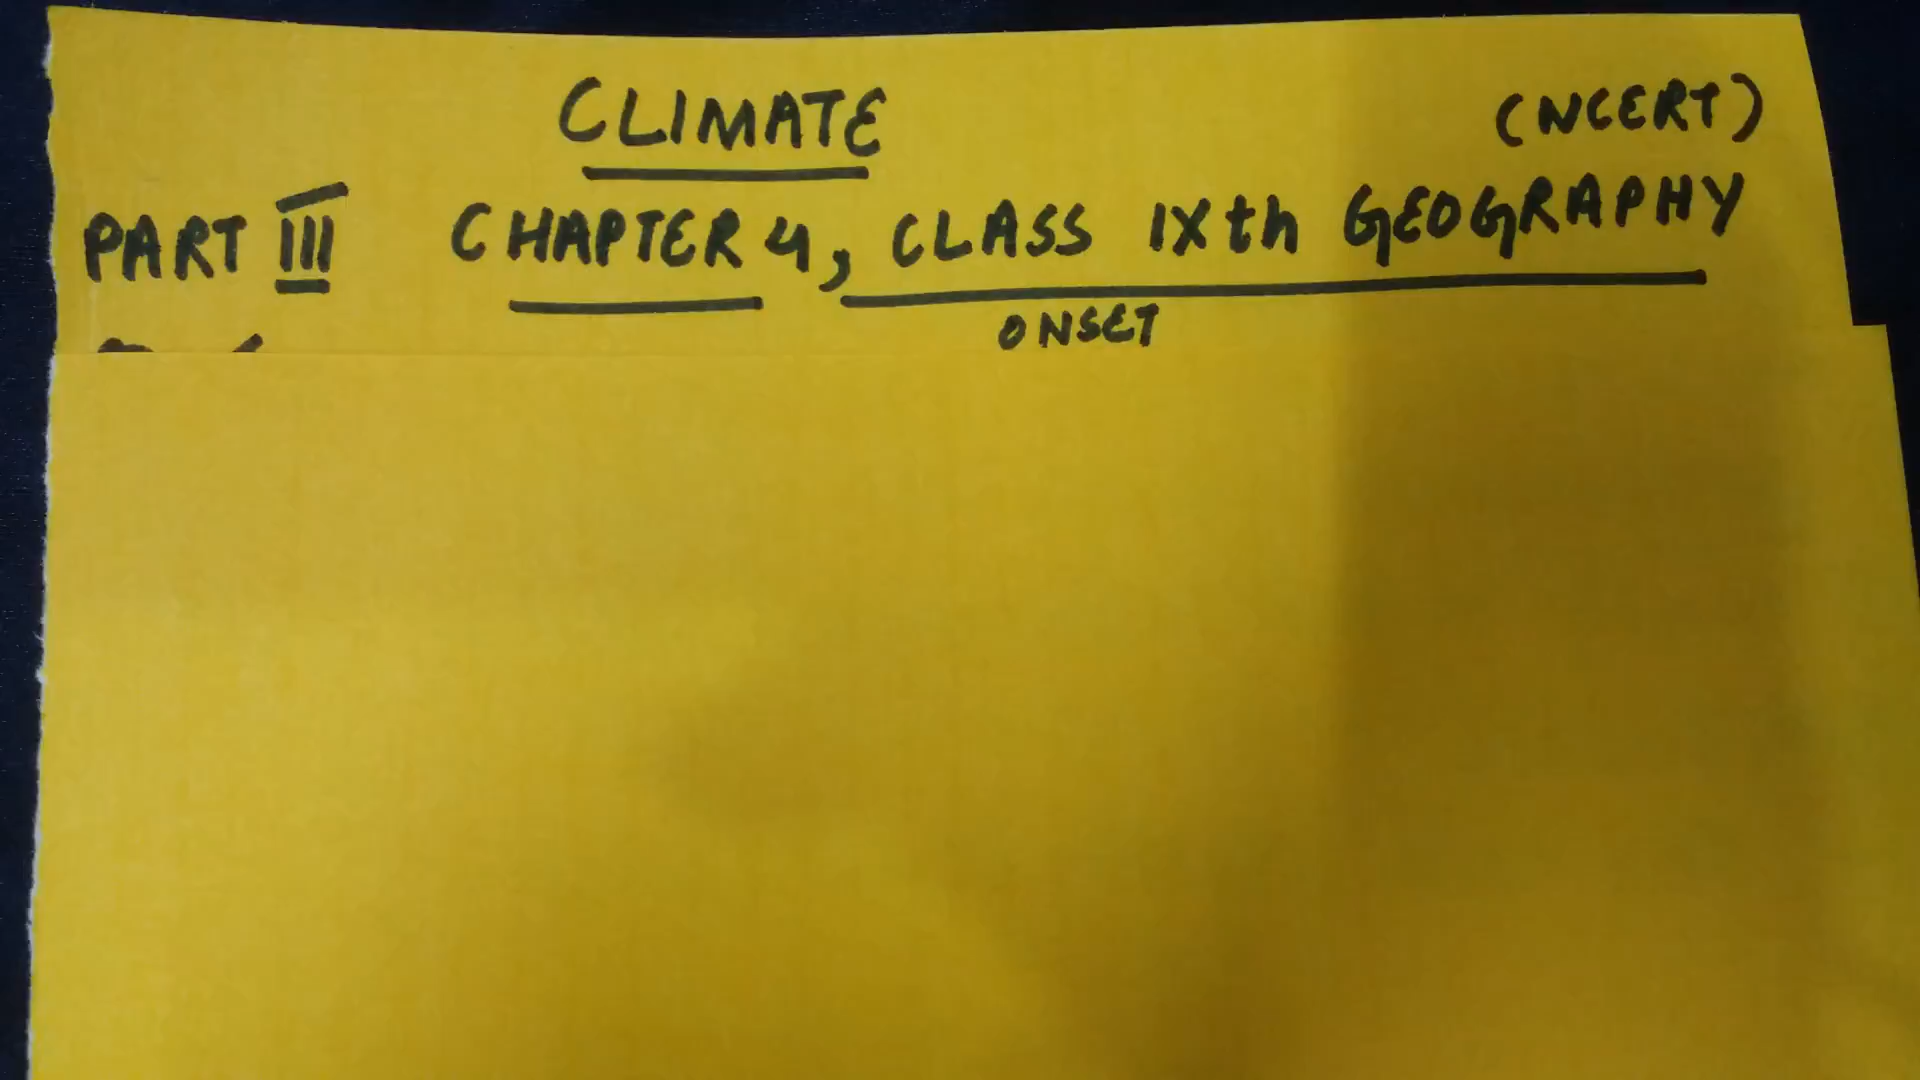 CLIMATE (NCERT)
PART III CHAPTER 4, CLASS IXth GEOGRAPHY
ONSET